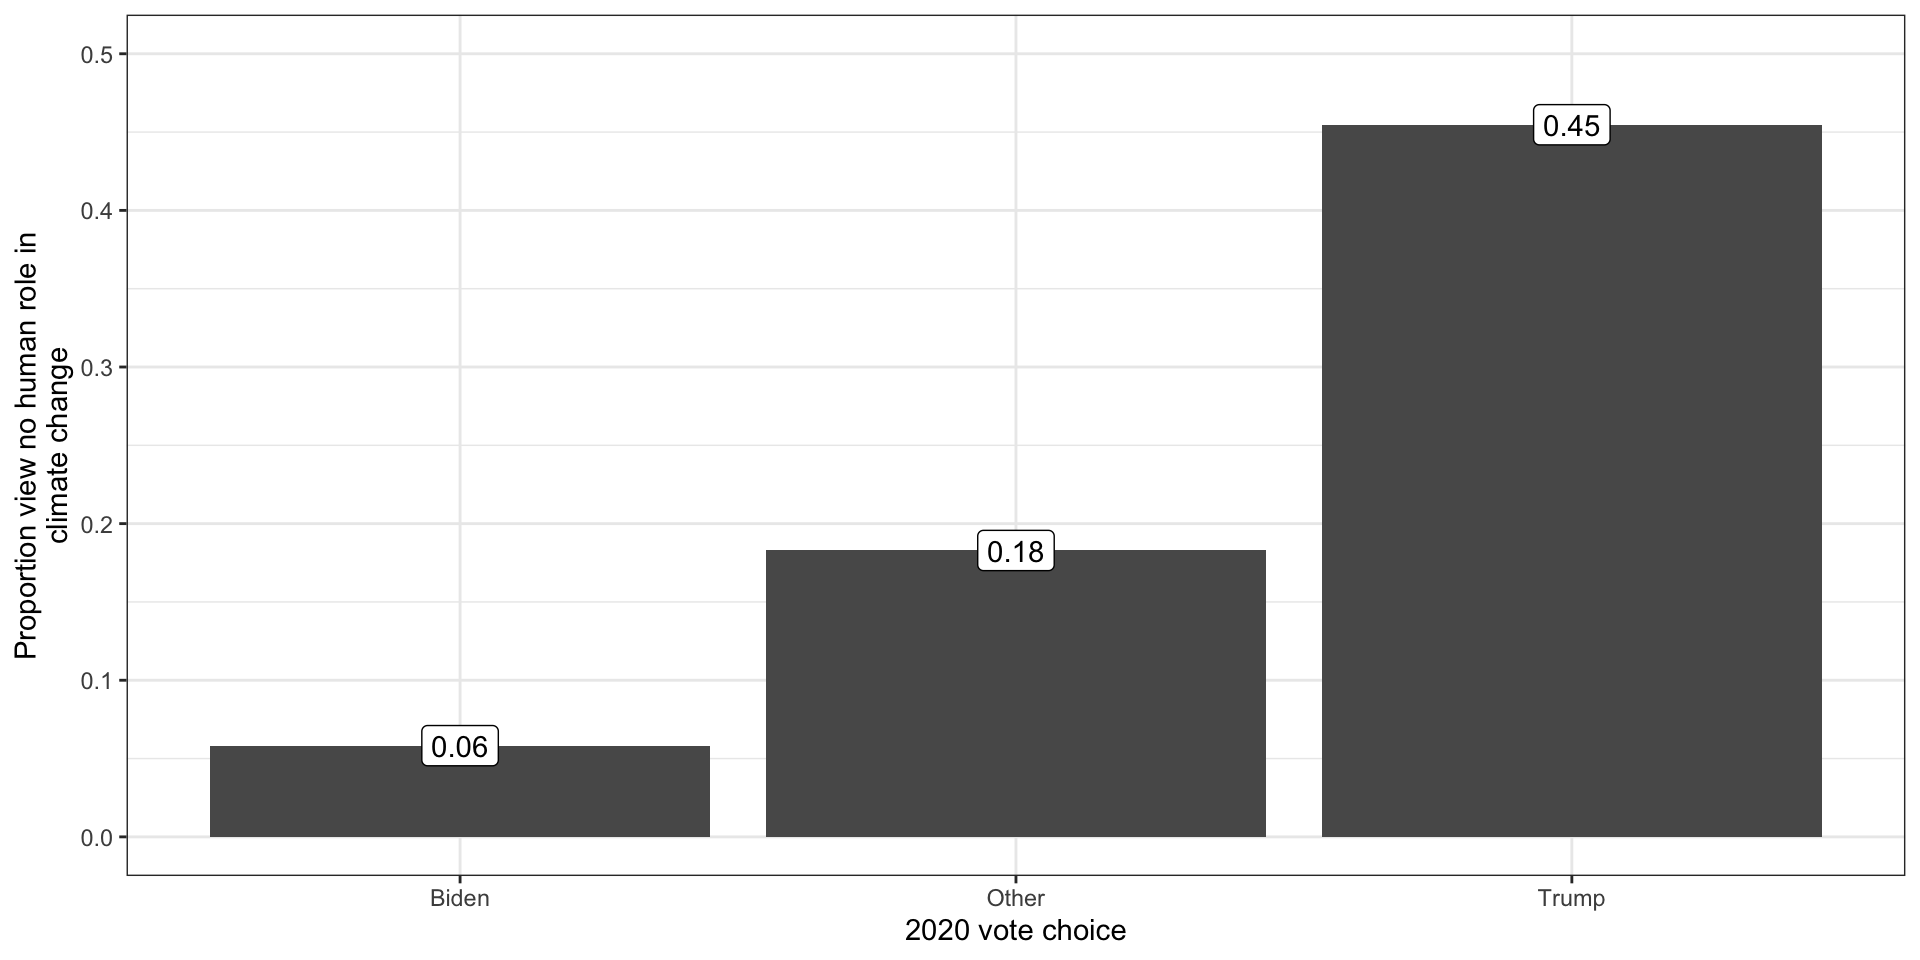 Proportion view no human role in
climate change
0.5
0.4
0.3
0.2
0.1
0.0
0.06
0.18
0.45
Biden
Other
Trump
2020 vote choice